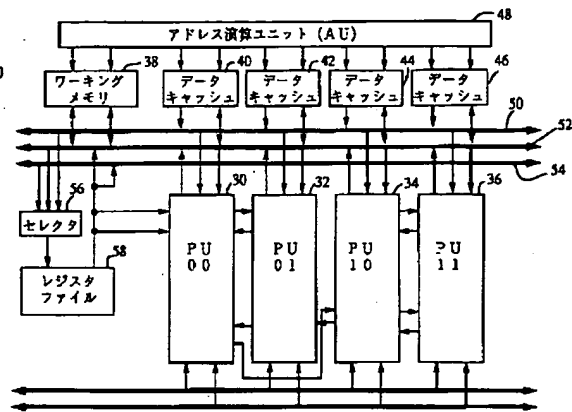 アドレス演算ユニット(AU)
48
38
40
42
44
46
ワーキング
メモリ
データ
キャッシュ
データ
キャッシュ
データ
キャッシュ
データ
キャッシュ
50
52
54
56
セレクタ
58
レジスタ
ファイル
30
32
34
36
PU
00
PU
01
PU
10
PU
11